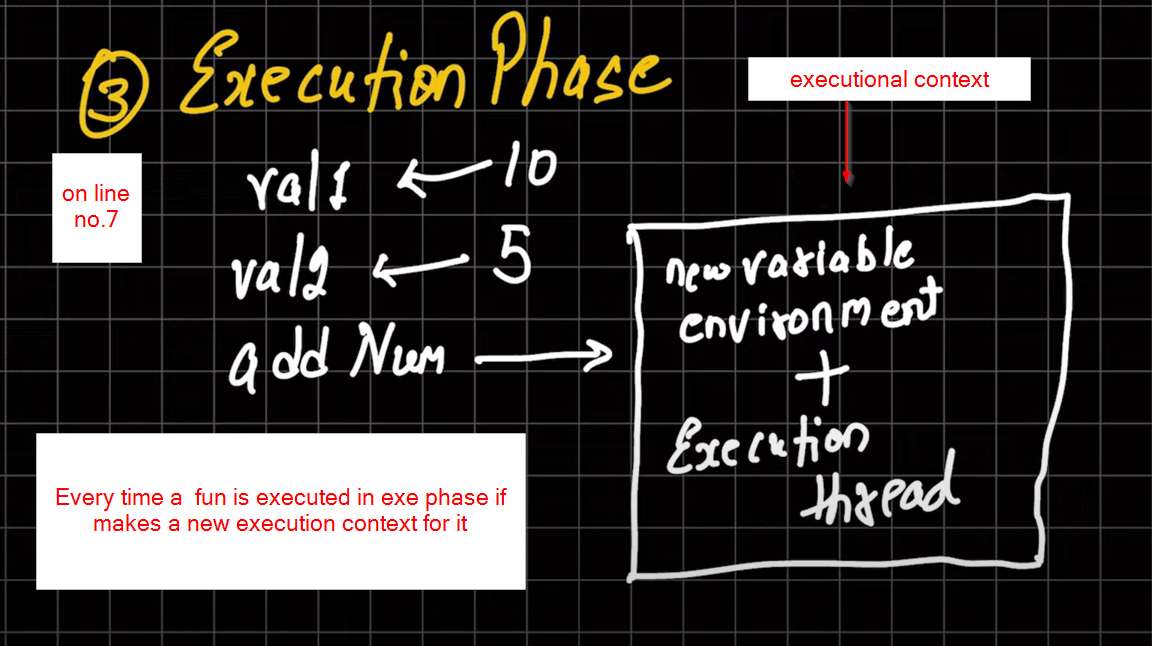 ③ Execution Phase
executional context
on line
no.7
val1 ← 10
val2 ← 5
add Num →
new variable
environment
+
Execution
thread
Every time a fun is executed in exe phase if
makes a new execution context for it